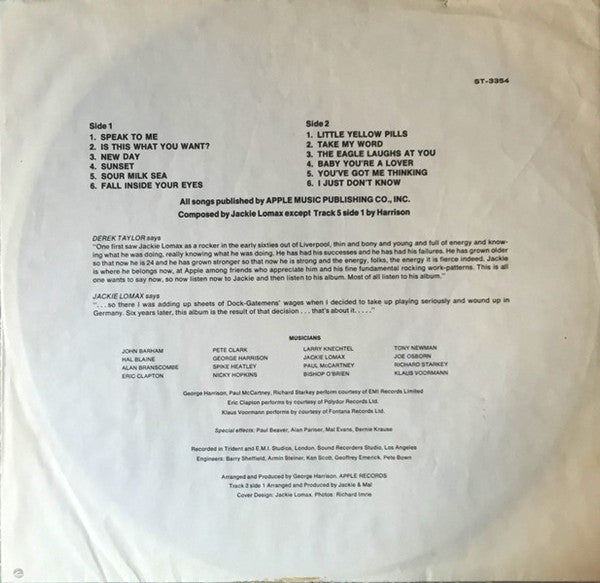 ST-3354
Side 1
1. SPEAK TO ME
2. IS THIS WHAT YOU WANT?
3. NEW DAY
4. SUNSET
5. SOUR MILK SEA
6. FALL INSIDE YOUR EYES
Side 2
1. LITTLE YELLOW PILLS
2. TAKE MY WORD
3. THE EAGLE LAUGHS AT YOU
4. BABY YOU'RE A LOVER
5. YOU'VE GOT ME THINKING
6. I JUST DON'T KNOW
All songs published by APPLE MUSIC PUBLISHING CO., INC.
Composed by Jackie Lomax except Track 5 side 1 by Harrison
DEREK TAYLOR says
"One first saw Jackie Lomax as a rocker in the early sixties out of Liverpool, thin and bony and young and full of energy and know-
ing what he was doing, really knowing what he was doing. He has had his successes and he has had his failures. He has grown older
so that now he is 24 and he has grown stronger so that now he is strong and the energy, folks, the energy it is fierce indeed. Jackie
is where he belongs now, at Apple among friends who appreciate him and his fine fundamental rocking work-patterns. This is all
one wants to say now, so now listen now to Jackie and then listen to his album. Most of all listen to his album."
JACKIE LOMAX says
". . . so there I was adding up sheets of Dock-Gatemens' wages when I decided to take up playing seriously and wound up in
Germany. Six years later, this album is the result of that decision . . . that's about it . . . . ."
MUSICIANS
JOHN BARHAM
HAL BLAINE
ALAN BRANSCOMBE
ERIC CLAPTON
PETE CLARK
GEORGE HARRISON
SPIKE HEATLEY
NICKY HOPKINS
LARRY KNECHTEL
JACKIE LOMAX
PAUL McCARTNEY
BISHOP O'BRIEN
TONY NEWMAN
JOE OSBORN
RICHARD STARKEY
KLAUS VOORMANN
George Harrison, Paul McCartney, Richard Starkey perform courtesy of EMI Records Limited
Eric Clapton performs by courtesy of Polydor Records Ltd.
Klaus Voormann performs by courtesy of Fontana Records Ltd.
Special effects: Paul Beaver, Alan Pariser, Mal Evans, Bernie Krause
Recorded in Trident and E.M.I. Studios, London, Sound Recorders Studio, Los Angeles
Engineers: Barry Sheffield, Armin Steiner, Ken Scott, Geoffrey Emerick, Pete Bown
Arranged and Produced by George Harrison. APPLE RECORDS
Track 3 side 1 Arranged and Produced by Jackie & Mal
Cover Design: Jackie Lomax. Photos: Richard Imrie